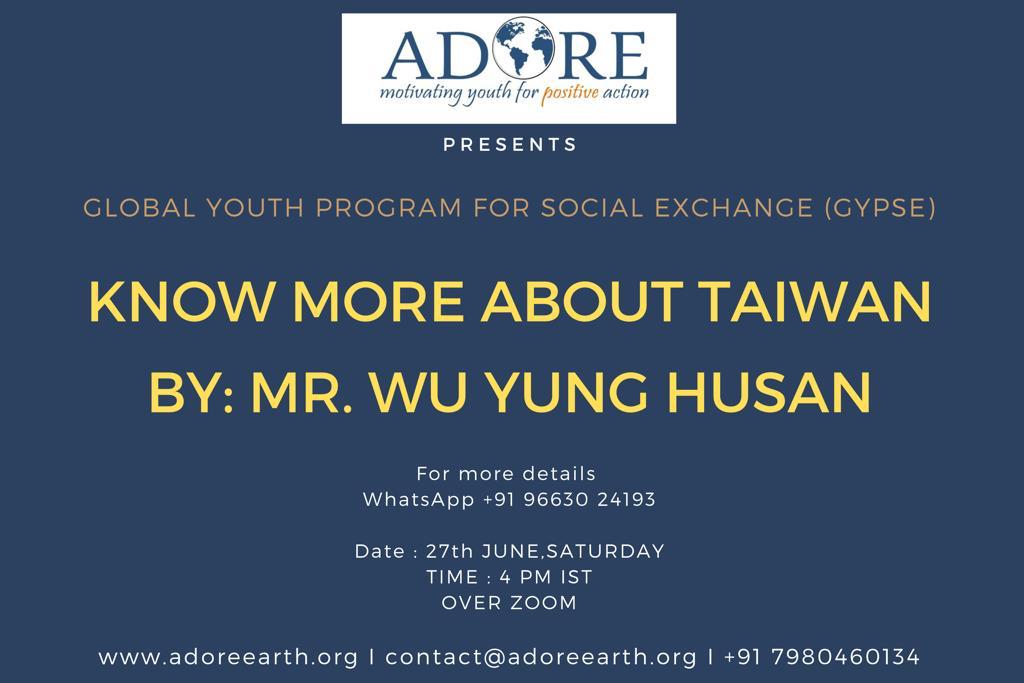 ADORE
motivating youth for positive action
PRESENTS
GLOBAL YOUTH PROGRAM FOR SOCIAL EXCHANGE (GYPSE)
KNOW MORE ABOUT TAIWAN
BY: MR. WU YUNG HUSAN
For more details
WhatsApp +91 96630 24193
Date : 27th JUNE,SATURDAY
TIME : 4 PM IST
OVER ZOOM
www.adoreearth.org I contact@adoreearth.org I +91 7980460134